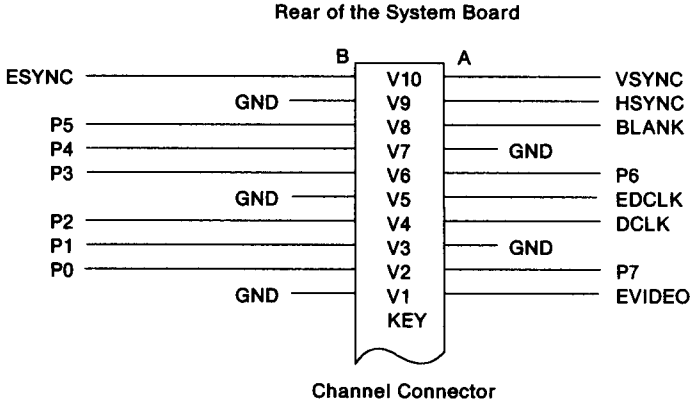 Rear of the System Board
B A
ESYNC V10 VSYNC
GND V9 HSYNC
P5 V8 BLANK
P4 V7 GND
P3 V6 P6
GND V5 EDCLK
P2 V4 DCLK
P1 V3 GND
P0 V2 P7
GND V1 EVIDEO
KEY
Channel Connector